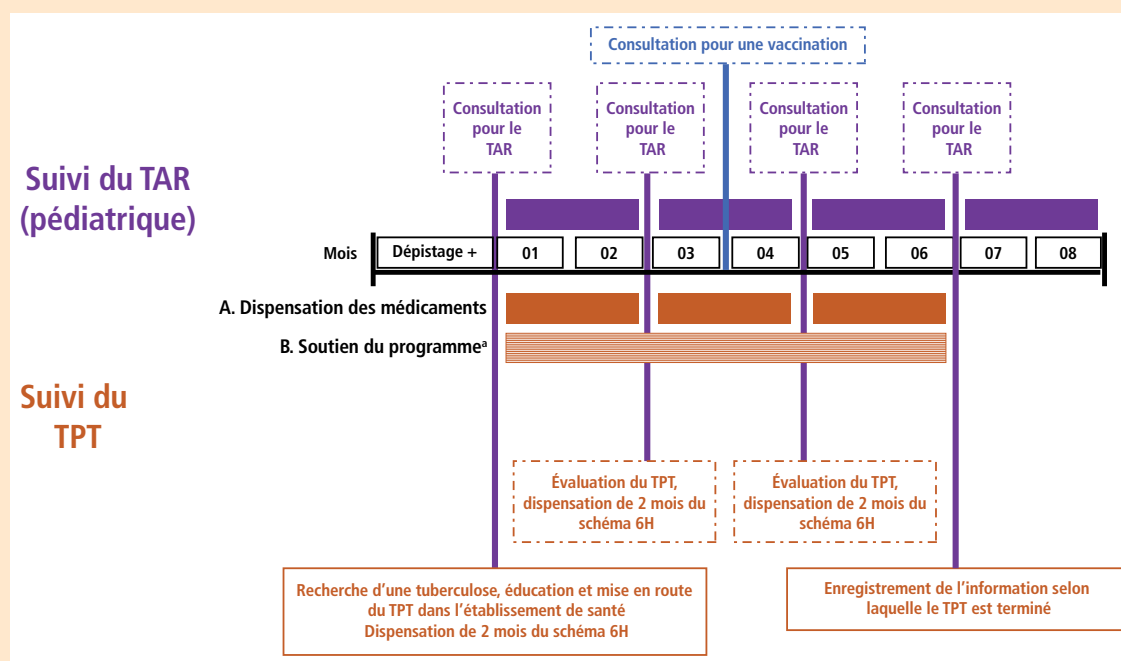 Consultation pour une vaccination
Consultation
pour le
TAR
Consultation
pour le
TAR
Consultation
pour le
TAR
Consultation
pour le
TAR
Suivi du TAR
(pédiatrique)
Mois
Dépistage +
01
02
03
04
05
06
07
08
A. Dispensation des médicaments
B. Soutien du programmeᵃ
Suivi du
TPT
Évaluation du TPT,
dispensation de 2 mois du
schéma 6H
Évaluation du TPT,
dispensation de 2 mois du
schéma 6H
Recherche d’une tuberculose, éducation et mise en route
du TPT dans l’établissement de santé
Dispensation de 2 mois du schéma 6H
Enregistrement de l’information selon
laquelle le TPT est terminé